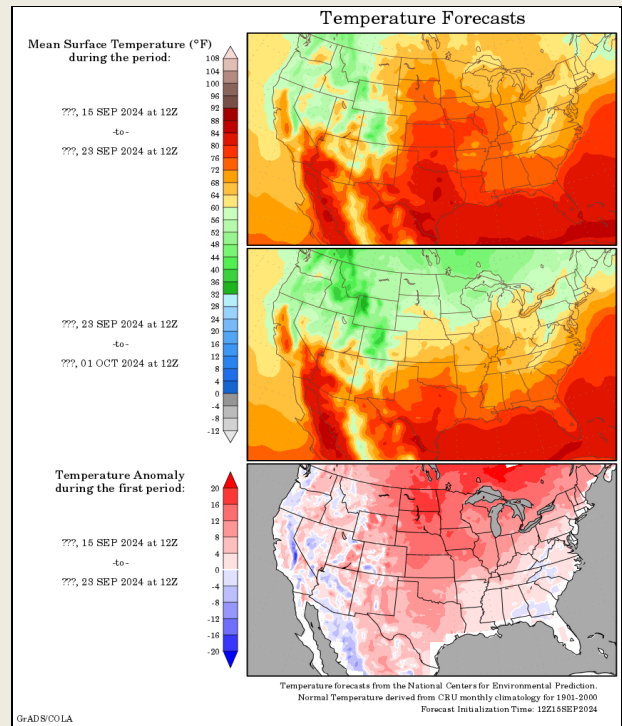 Temperature Forecasts
Mean Surface Temperature (°F)
during the period:
108
104
100
96
92
88
84
80
76
72
68
64
60
56
52
48
44
40
36
32
28
24
20
16
12
8
4
0
-4
-8
-12
???, 15 SEP 2024 at 12Z
-to-
???, 23 SEP 2024 at 12Z
???, 23 SEP 2024 at 12Z
-to-
???, 01 OCT 2024 at 12Z
Temperature Anomaly
during the first period:
20
16
12
8
4
0
-4
-8
-12
-16
-20
???, 15 SEP 2024 at 12Z
-to-
???, 23 SEP 2024 at 12Z
Temperature forecasts from the National Centers for Environmental Prediction.
Normal Temperature derived from CRU monthly climatology for 1901-2000
Forecast Initialization Time: 12Z15SEP2024
GrADS/COLA